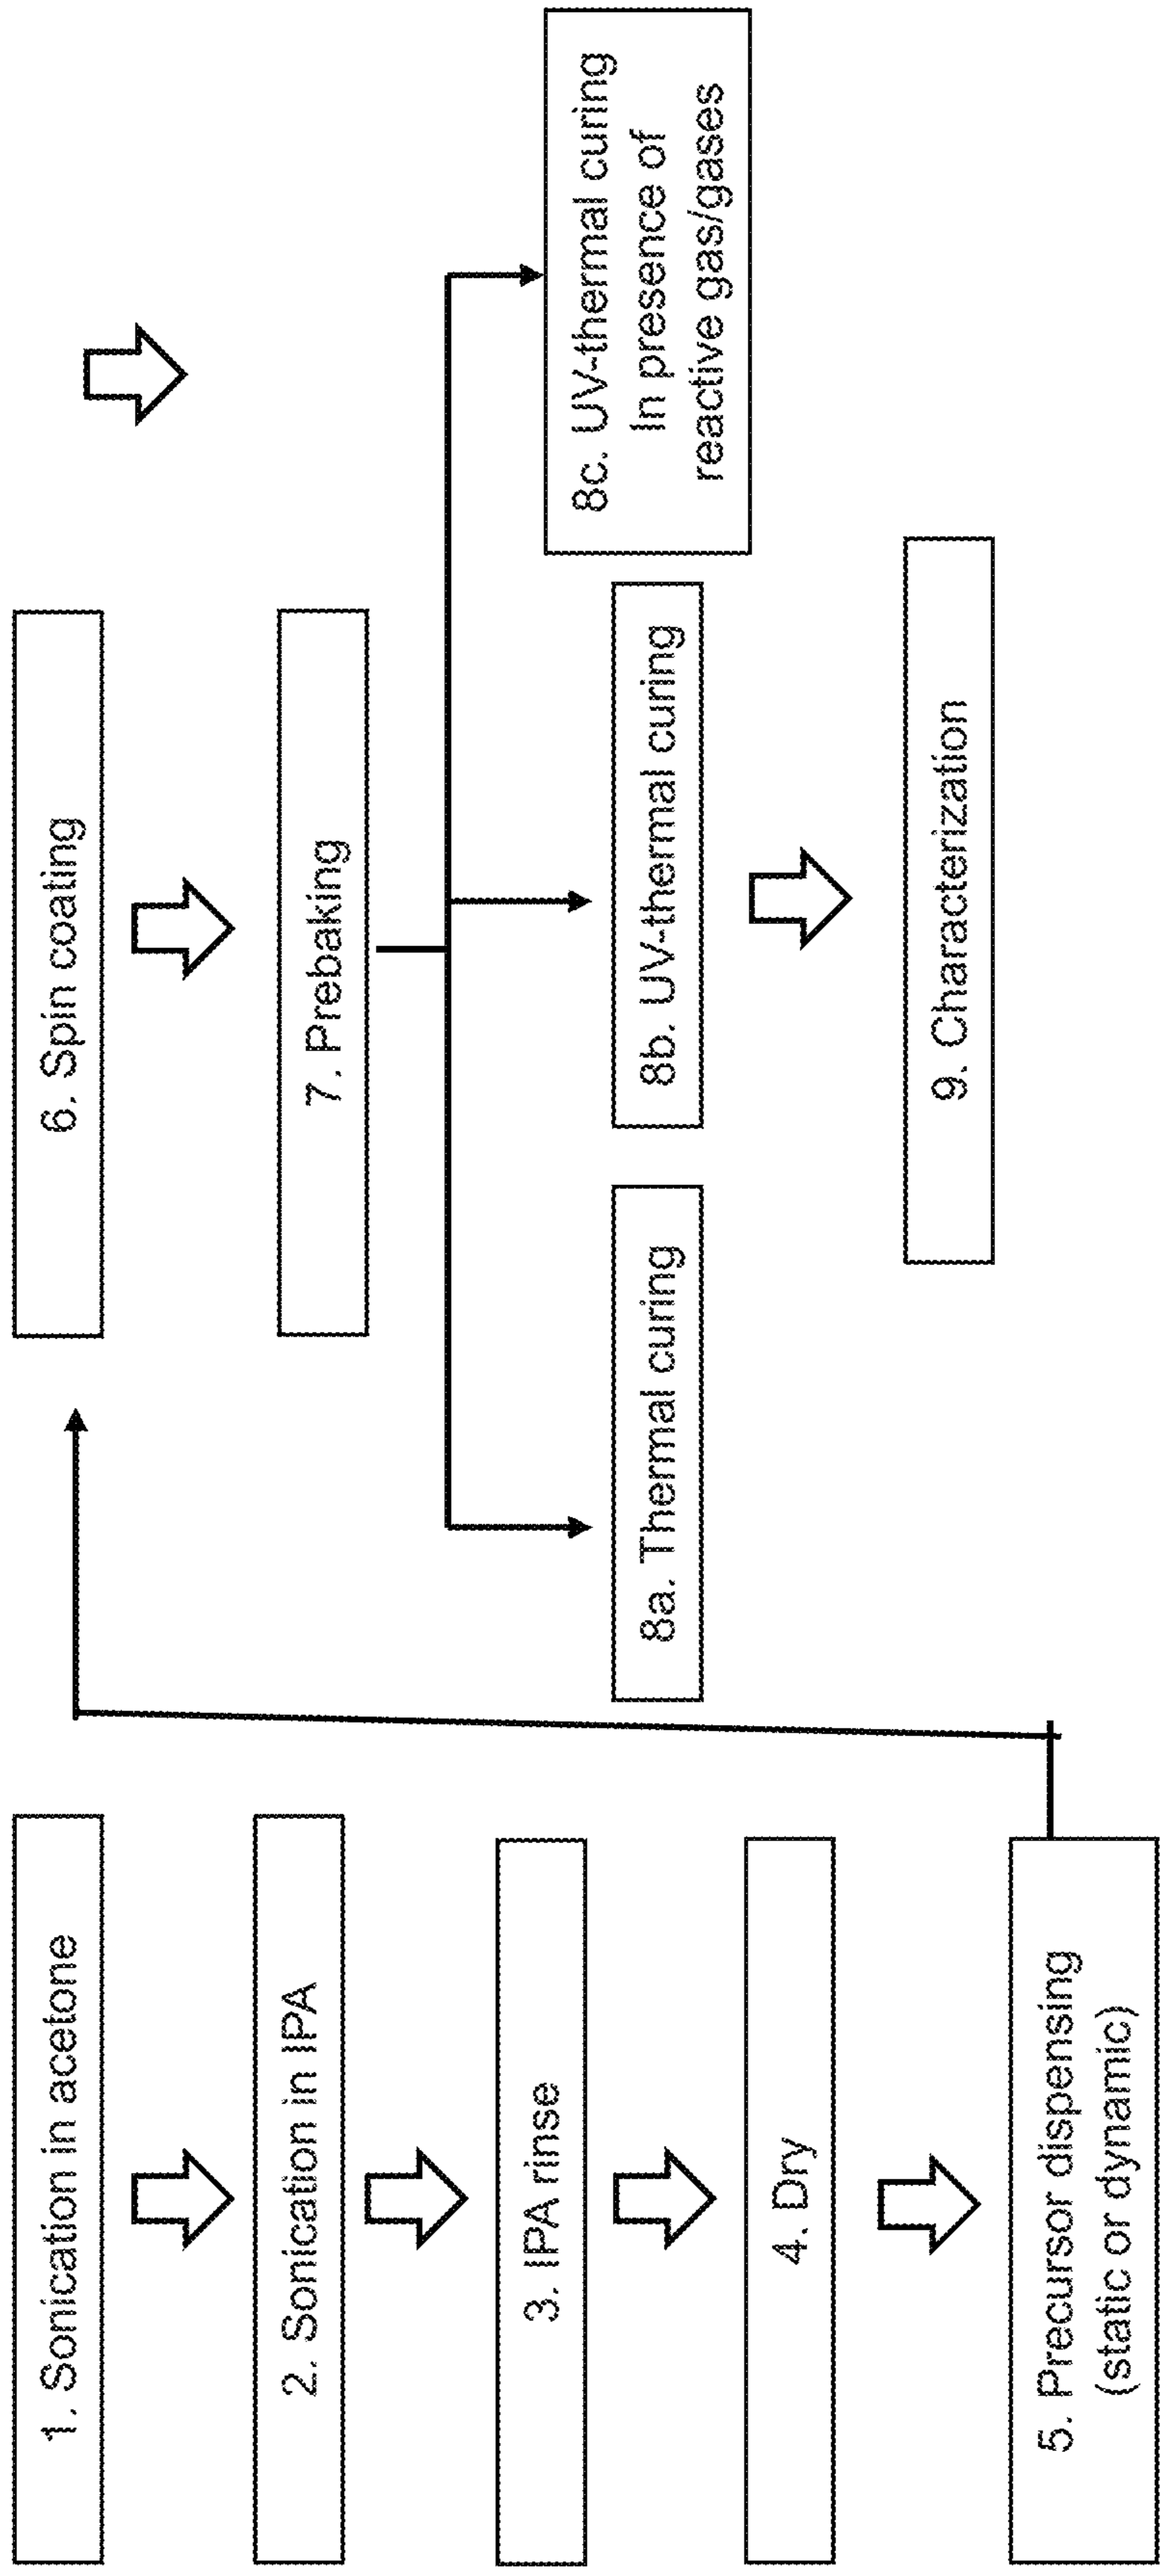 1. Sonication in acetone
2. Sonication in IPA
3. IPA rinse
4. Dry
5. Precursor dispensing
(static or dynamic)
6. Spin coating
7. Prebaking
8a. Thermal curing
8b. UV-thermal curing
8c. UV-thermal curing
In presence of
reactive gas/gases
9. Characterization